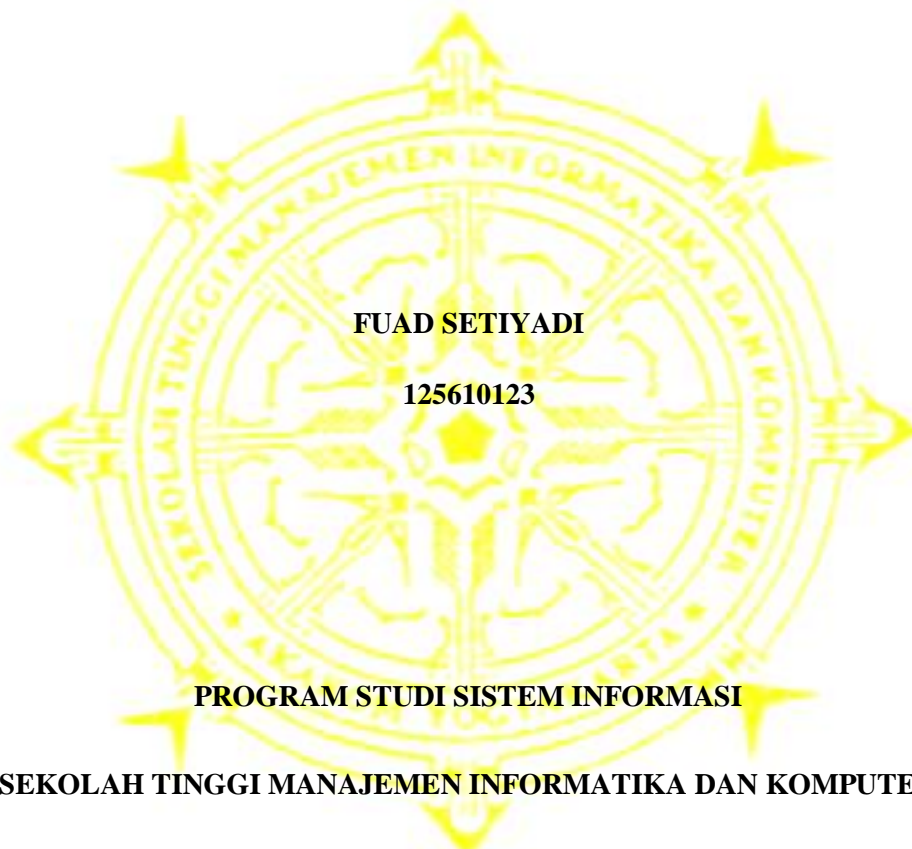 SEKOLAH TINGGI MANAJEMEN INFORMATIKA DAN KOMPUTER
FUAD SETIYADI
125610123
PROGRAM STUDI SISTEM INFORMASI
SEKOLAH TINGGI MANAJEMEN INFORMATIKA DAN KOMPUTE